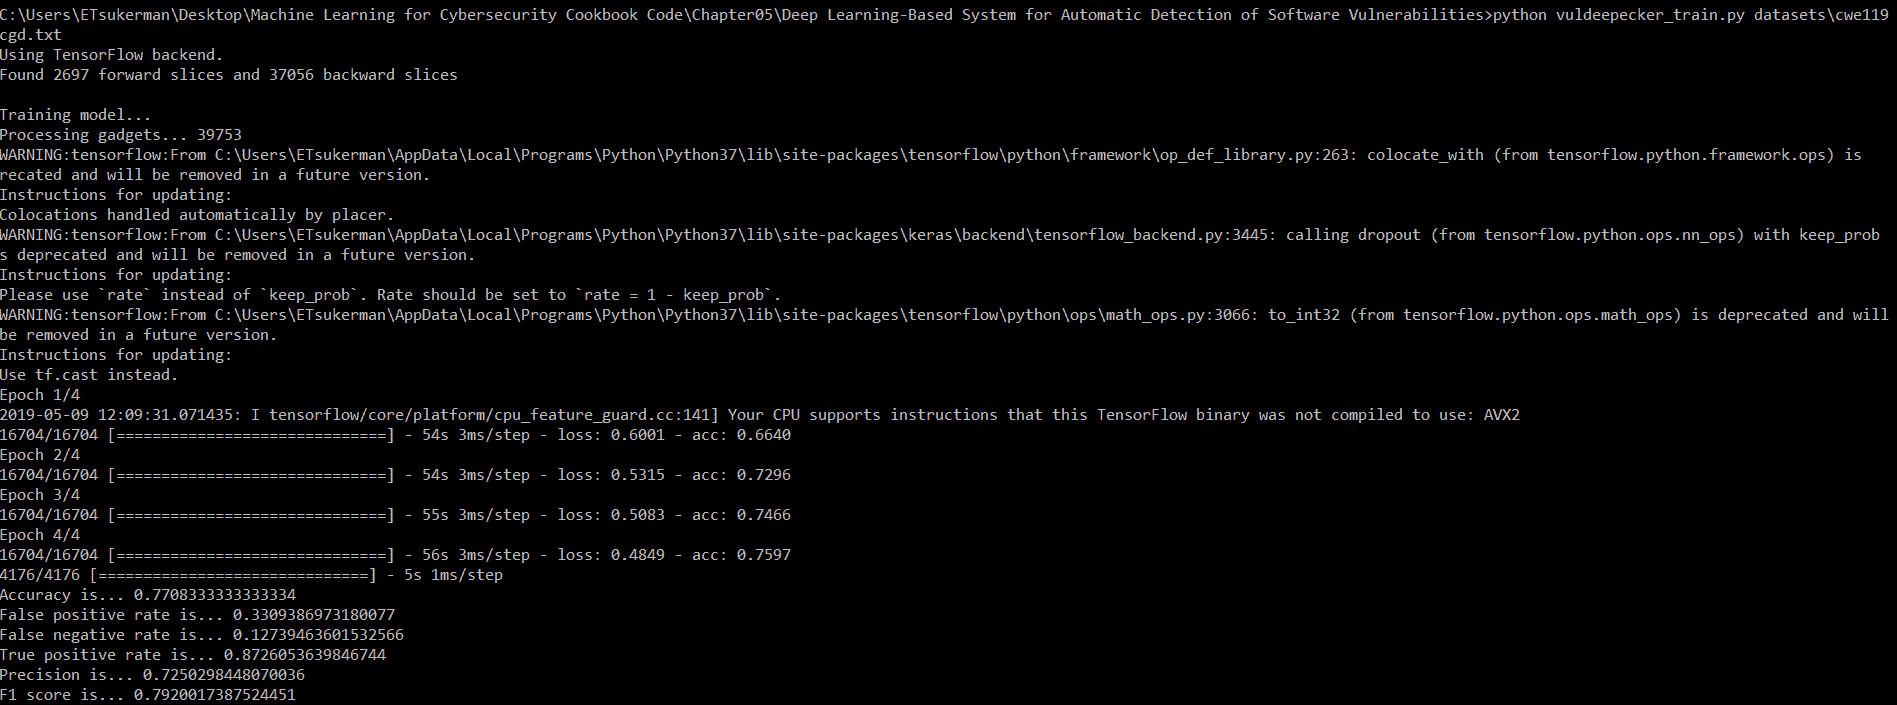 C:\Users\ETsukerman\Desktop\Machine Learning for Cybersecurity Cookbook Code\Chapter05\Deep Learning-Based System for Automatic Detection of Software Vulnerabilities>python vuldeepecker_train.py datasets\cwe119
cgd.txt
Using TensorFlow backend.
Found 2697 forward slices and 37056 backward slices
Training model...
Processing gadgets... 39753
WARNING:tensorflow:From C:\Users\ETsukerman\AppData\Local\Programs\Python\Python37\lib\site-packages\tensorflow\python\framework\op_def_library.py:263: colocate_with (from tensorflow.python.framework.ops) is
recated and will be removed in a future version.
Instructions for updating:
Colocations handled automatically by placer.
WARNING:tensorflow:From C:\Users\ETsukerman\AppData\Local\Programs\Python\Python37\lib\site-packages\keras\backend\tensorflow_backend.py:3445: calling dropout (from tensorflow.python.ops.nn_ops) with keep_prob
s deprecated and will be removed in a future version.
Instructions for updating:
Please use `rate` instead of `keep_prob`. Rate should be set to `rate = 1 - keep_prob`.
WARNING:tensorflow:From C:\Users\ETsukerman\AppData\Local\Programs\Python\Python37\lib\site-packages\tensorflow\python\ops\math_ops.py:3066: to_int32 (from tensorflow.python.ops.math_ops) is deprecated and will
be removed in a future version.
Instructions for updating:
Use tf.cast instead.
Epoch 1/4
2019-05-09 12:09:31.071435: I tensorflow/core/platform/cpu_feature_guard.cc:141] Your CPU supports instructions that this TensorFlow binary was not compiled to use: AVX2
16704/16704 [==============================] - 54s 3ms/step - loss: 0.6001 - acc: 0.6640
Epoch 2/4
16704/16704 [==============================] - 54s 3ms/step - loss: 0.5315 - acc: 0.7296
Epoch 3/4
16704/16704 [==============================] - 55s 3ms/step - loss: 0.5083 - acc: 0.7466
Epoch 4/4
16704/16704 [==============================] - 56s 3ms/step - loss: 0.4849 - acc: 0.7597
4176/4176 [==============================] - 5s 1ms/step
Accuracy is... 0.7708333333333334
False positive rate is... 0.3309386973180077
False negative rate is... 0.12739463601532566
True positive rate is... 0.8726053639846744
Precision is... 0.7250298448070036
F1 score is... 0.7920017387524451